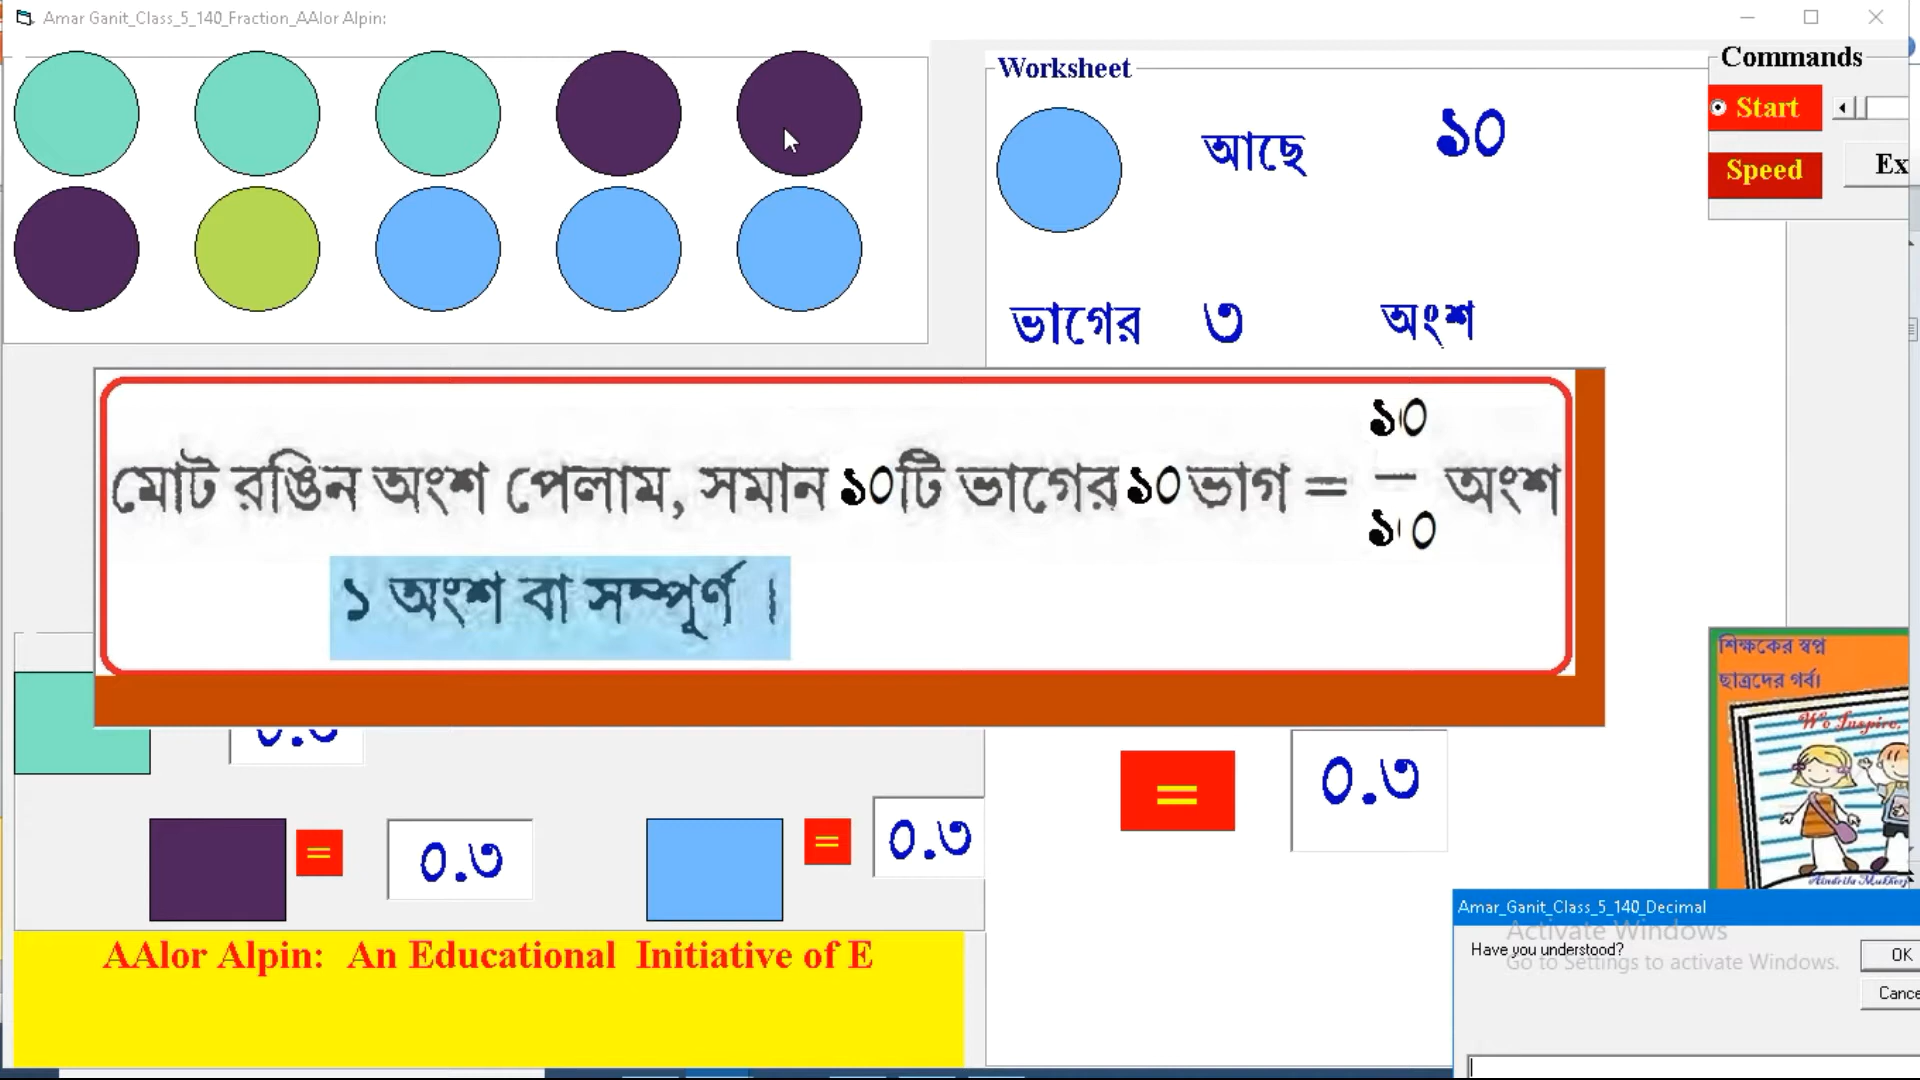 Amar Ganit_Class_5_140_Fraction_AAlor Alpin:
Worksheet
Commands
আছে ১০
Start
Speed
Ex
ভাগের ৩ অংশ
১০
মোট রঙিন অংশ পেলাম, সমান ১০টি ভাগের ১০ ভাগ = — অংশ
১০
১ অংশ বা সম্পূর্ণ ।
শিক্ষকের স্বপ্ন
ছাত্রদের গর্ব।
We Inspire.
= ০.৩
= ০.৩
= ০.৩
AAlor Alpin: An Educational Initiative of E
Amar_Ganit_Class_5_140_Decimal
Activate Windows
Have you understood?
OK
Go to Settings to activate Windows.
Cance